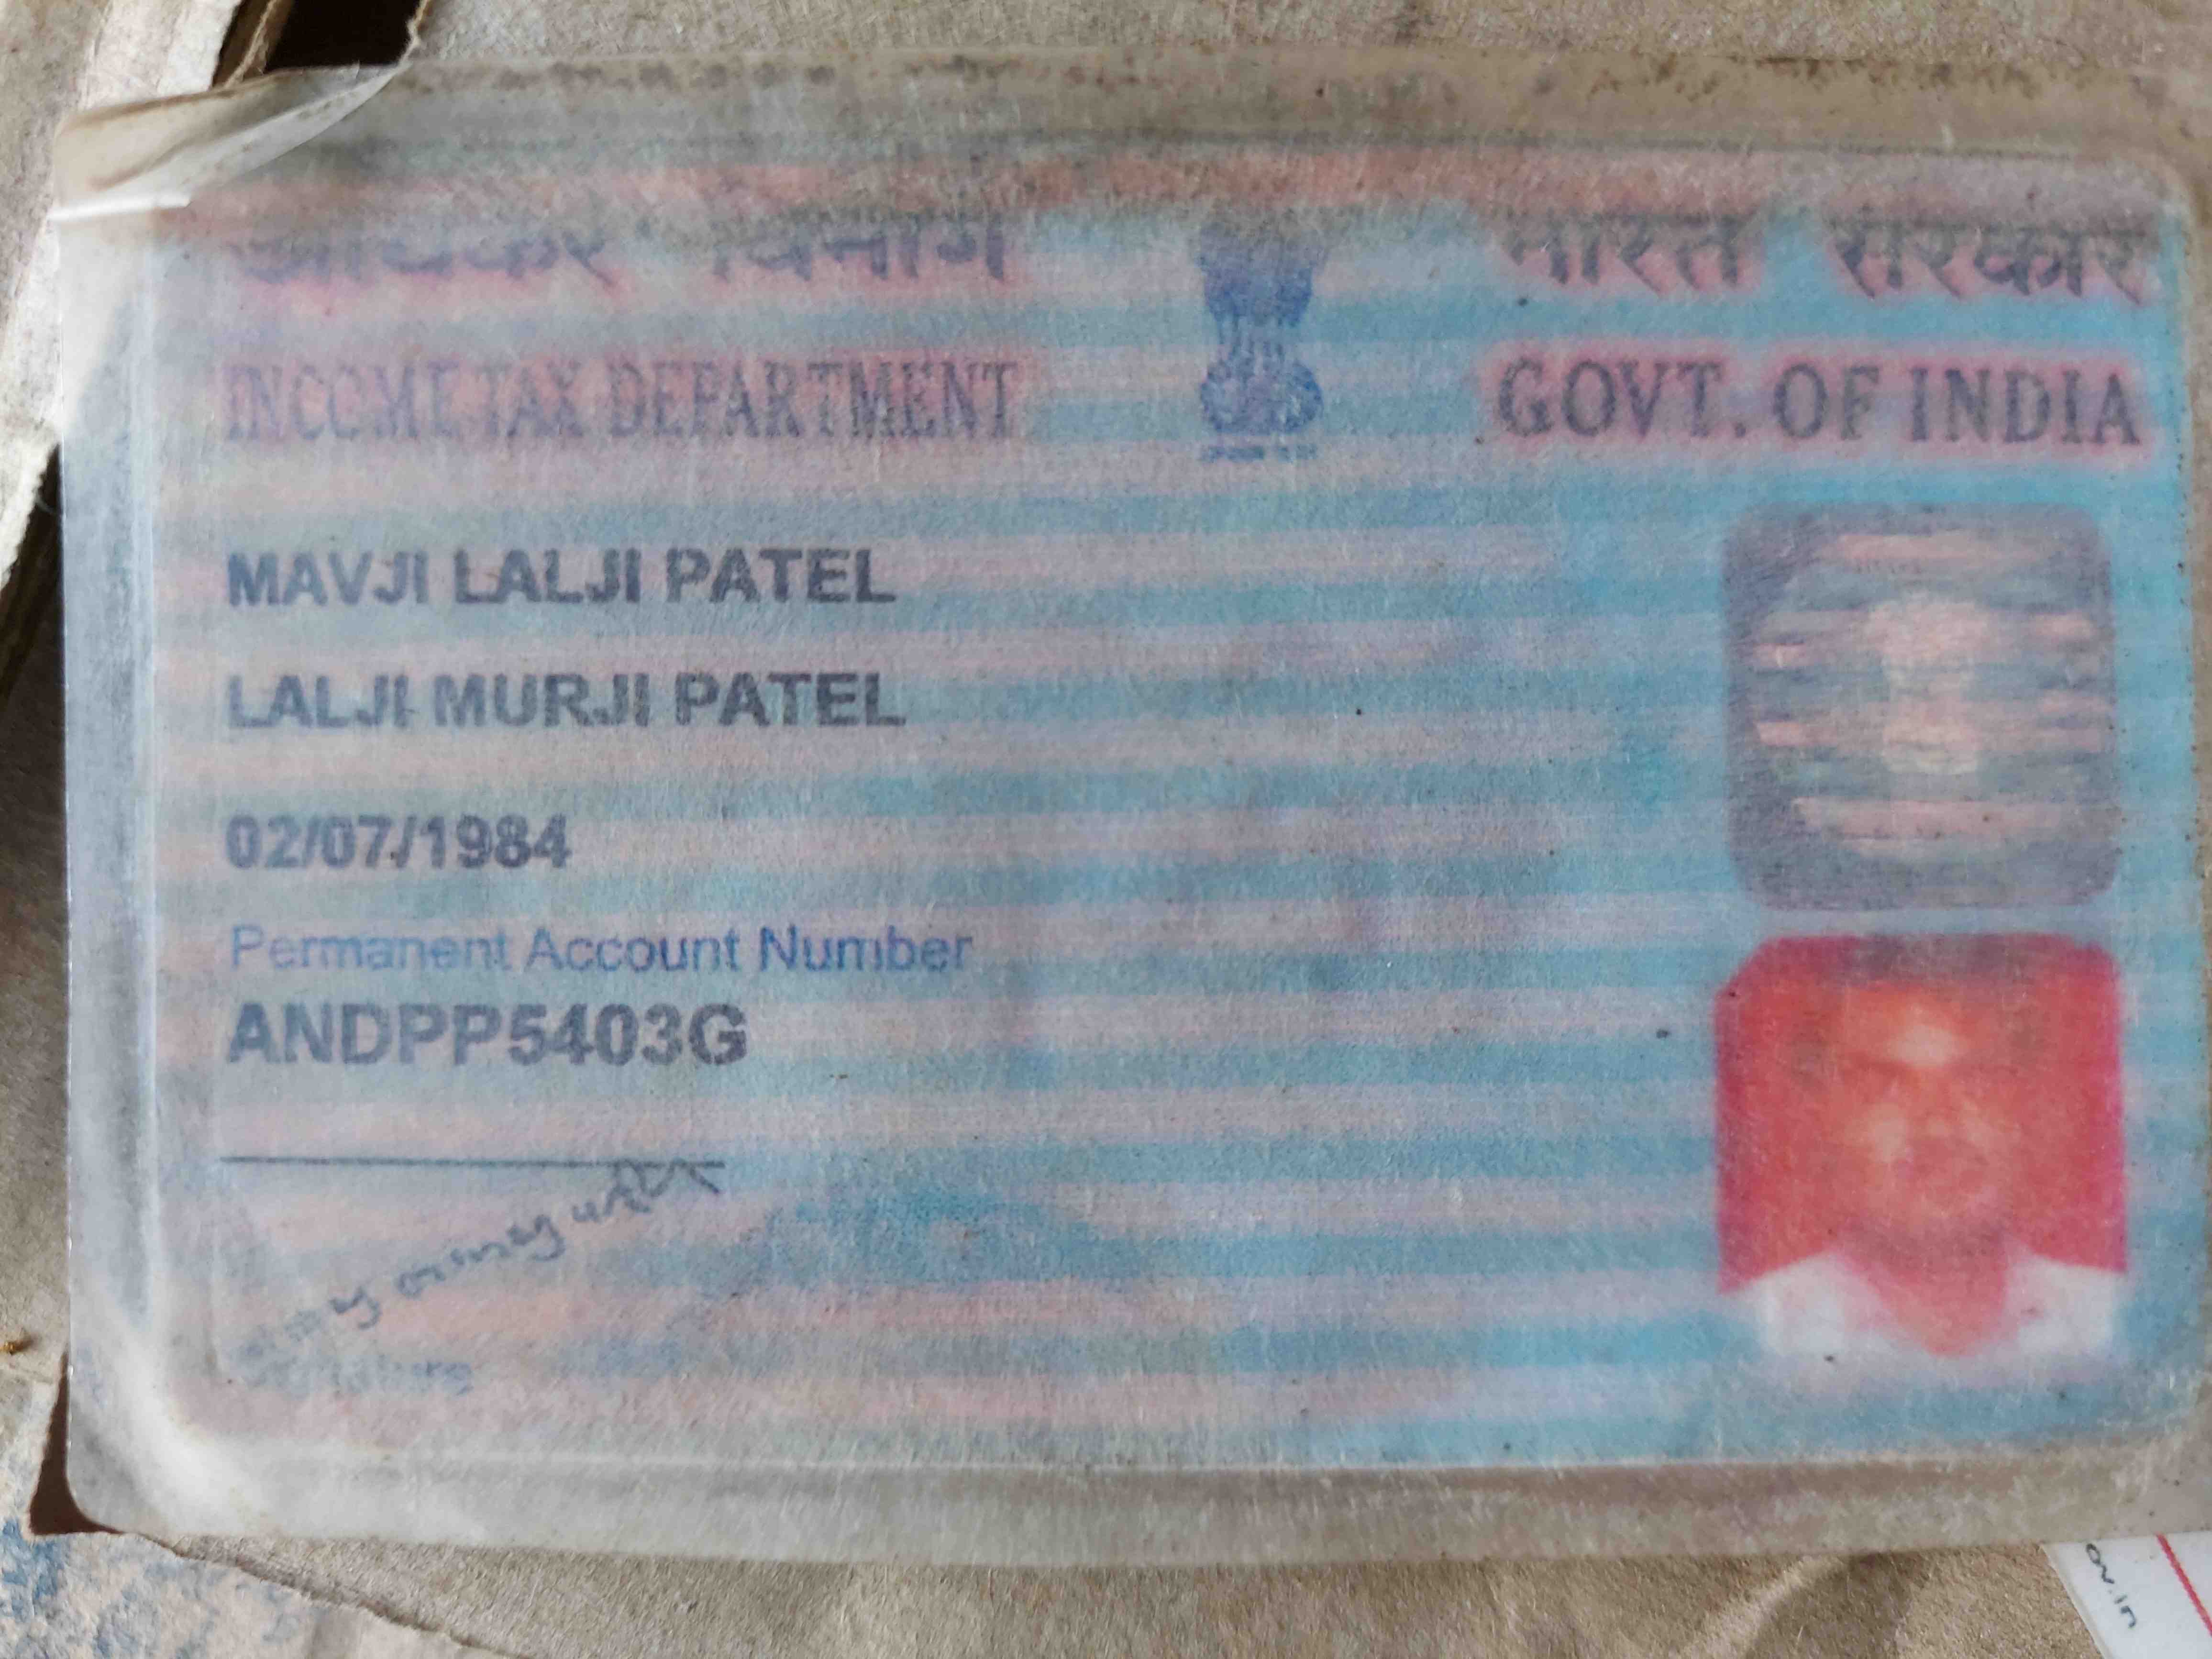 आयकर विभाग
भारत सरकार
INCOME TAX DEPARTMENT
GOVT. OF INDIA
MAVJI LALJI PATEL
LALJI MURJI PATEL
02/07/1984
Permanent Account Number
ANDPP5403G
Signature
ov.in